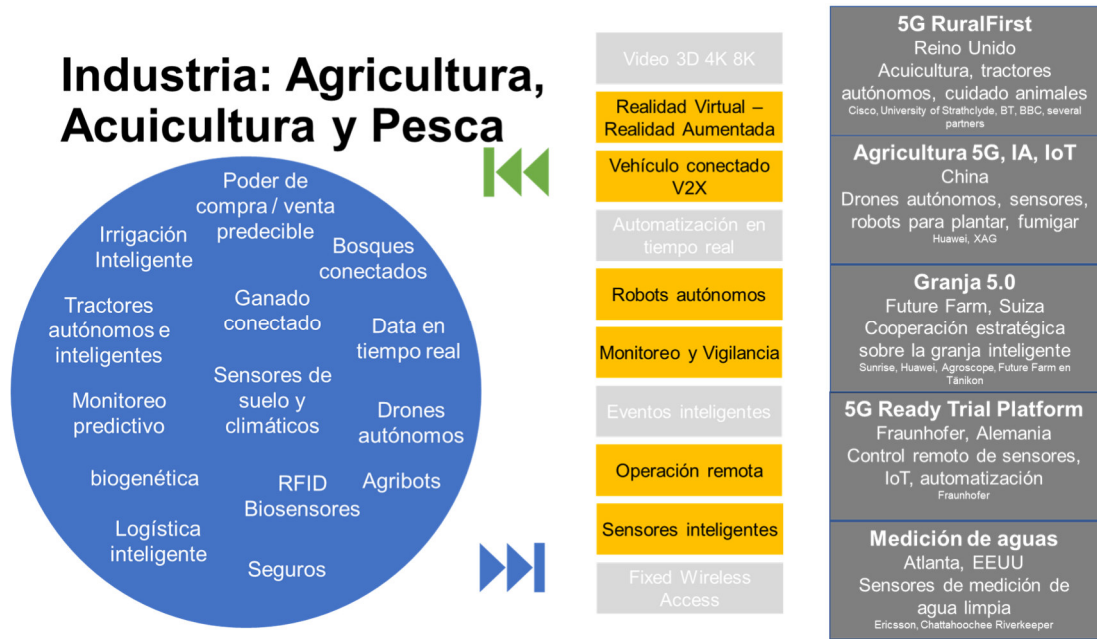 Industria: Agricultura,
Acuicultura y Pesca
Poder de
compra / venta
predecible
Irrigación
Inteligente
Bosques
conectados
Tractores
autónomos e
inteligentes
Ganado
conectado
Data en
tiempo real
Monitoreo
predictivo
Sensores de
suelo y
climáticos
Drones
autónomos
biogenética
RFID
Biosensores
Agribots
Logística
inteligente
Seguros
Video 3D 4K 8K
Realidad Virtual –
Realidad Aumentada
Vehículo conectado
V2X
Automatización en
tiempo real
Robots autónomos
Monitoreo y Vigilancia
Eventos inteligentes
Operación remota
Sensores inteligentes
Fixed Wireless
Access
5G RuralFirst
Reino Unido
Acuicultura, tractores
autónomos, cuidado animales
Cisco, University of Strathclyde, BT, BBC, several
partners
Agricultura 5G, IA, IoT
China
Drones autónomos, sensores,
robots para plantar, fumigar
Huawei, XAG
Granja 5.0
Future Farm, Suiza
Cooperación estratégica
sobre la granja inteligente
Sunrise, Huawei, Agroscope, Future Farm en
Tänikon
5G Ready Trial Platform
Fraunhofer, Alemania
Control remoto de sensores,
IoT, automatización
Fraunhofer
Medición de aguas
Atlanta, EEUU
Sensores de medición de
agua limpia
Ericsson, Chattahoochee Riverkeeper